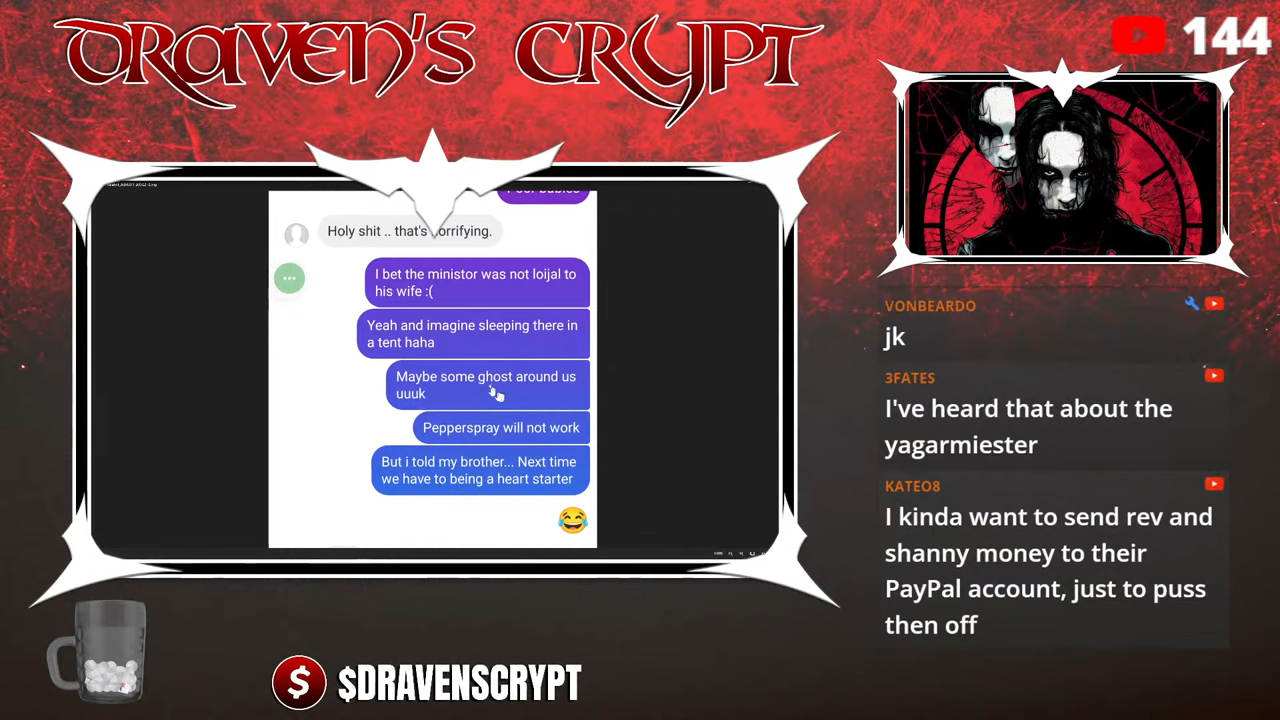 DRAVEN'S CRYPT
144
Holy shit .. that's horrifying.
I bet the ministor was not loijal to
his wife :(
Yeah and imagine sleeping there in
a tent haha
Maybe some ghost around us
uuuk
Pepperspray will not work
But i told my brother... Next time
we have to being a heart starter
VONBEARDO
jk
3FATES
I've heard that about the
yagarmiester
KATEO8
I kinda want to send rev and
shanny money to their
PayPal account, just to puss
then off
$ $DRAVENSCRYPT